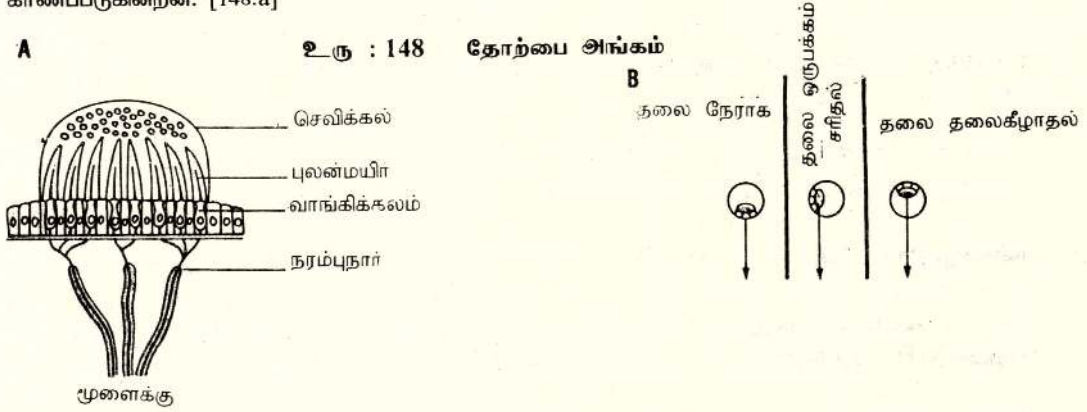 காணப்படுகின்றன. [148.a]
A
உரு : 148 தோற்பை அங்கம்
B
செவிக்கல்
புலன்மயிர்
வாங்கிக்கலம்
நரம்புநார்
மூளைக்கு
தலை நேராக
தலை ஒருபக்கம்
சரிதல்
தலை தலைகீழாதல்